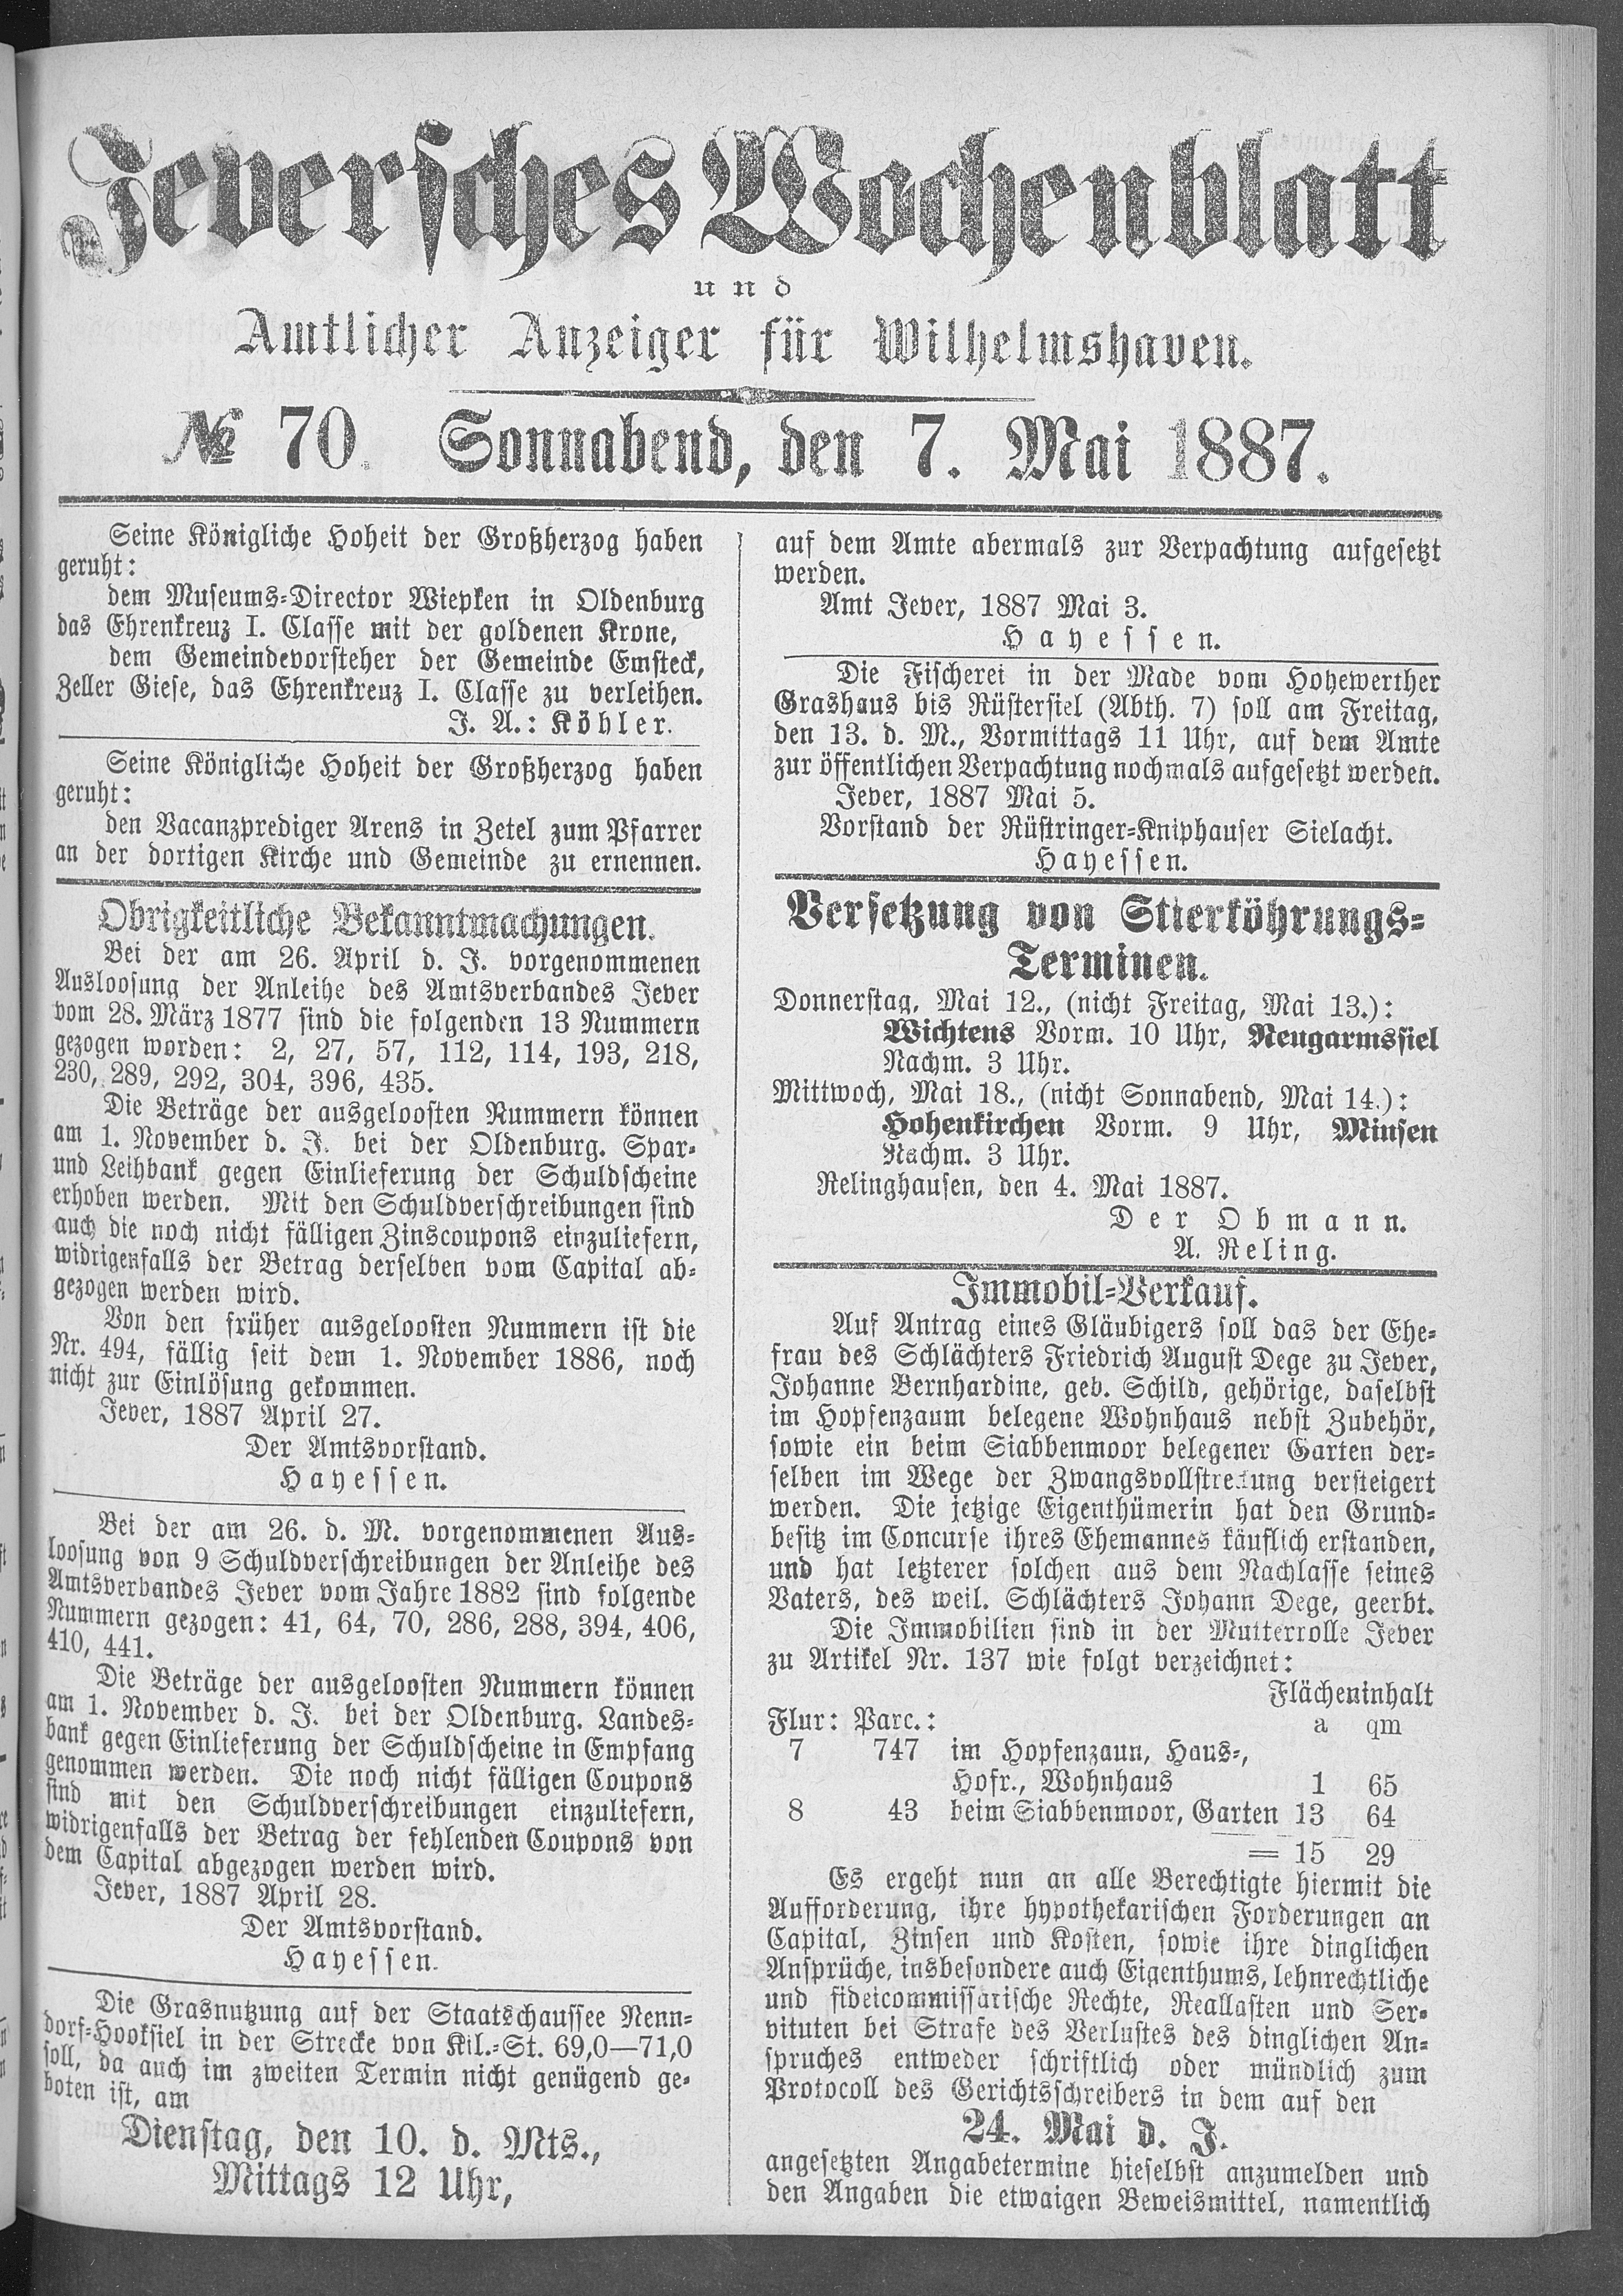 Jeversches Wochenblatt
und
Amtlicher Anzeiger für Wilhelmshaven.
№ 70. Sonnabend, den 7. Mai 1887.
Seine Königliche Hoheit der Großherzog haben
geruht:
dem Museums-Director Wiepken in Oldenburg
das Ehrenkreuz I. Classe mit der goldenen Krone,
dem Gemeindevorsteher der Gemeinde Emsteck,
Zeller Giese, das Ehrenkreuz I. Classe zu verleihen.
J. A.: Köhler.
Seine Königliche Hoheit der Großherzog haben
geruht:
den Vacanzprediger Arens in Zetel zum Pfarrer
an der dortigen Kirche und Gemeinde zu ernennen.
Obrigkeitliche Bekanntmachungen.
Bei der am 26. April d. J. vorgenommenen
Ausloosung der Anleihe des Amtsverbandes Jever
vom 28. März 1877 sind die folgenden 13 Nummern
gezogen worden: 2, 27, 57, 112, 114, 193, 218,
230, 289, 292, 304, 396, 435.
Die Beträge der ausgeloosten Nummern können
am 1. November d. J. bei der Oldenburg. Spar-
und Leihbank gegen Einlieferung der Schuldscheine
erhoben werden. Mit den Schuldverschreibungen sind
auch die noch nicht fälligen Zinscoupons einzuliefern,
widrigenfalls der Betrag derselben vom Capital ab-
gezogen werden wird.
Von den früher ausgeloosten Nummern ist die
Nr. 494, fällig seit dem 1. November 1886, noch
nicht zur Einlösung gekommen.
Jever, 1887 April 27.
Der Amtsvorstand.
Hayessen.
Bei der am 26. d. M. vorgenommenen Aus-
loosung von 9 Schuldverschreibungen der Anleihe des
Amtsverbandes Jever vom Jahre 1882 sind folgende
Nummern gezogen: 41, 64, 70, 286, 288, 394, 406,
410, 441.
Die Beträge der ausgeloosten Nummern können
am 1. November d. J. bei der Oldenburg. Landes-
bank gegen Einlieferung der Schuldscheine in Empfang
genommen werden. Die noch nicht fälligen Coupons
sind mit den Schuldverschreibungen einzuliefern,
widrigenfalls der Betrag der fehlenden Coupons von
dem Capital abgezogen werden wird.
Jever, 1887 April 28.
Der Amtsvorstand.
Hayessen.
Die Grasnutzung auf der Staatschaussee Nenn-
dorf-Hooksiel in der Strecke von Kil.-St. 69,0—71,0
soll, da auch im zweiten Termin nicht genügend ge-
boten ist, am
Dienstag, den 10. d. Mts.,
Mittags 12 Uhr,
auf dem Amte abermals zur Verpachtung aufgesetzt
werden.
Amt Jever, 1887 Mai 3.
Hayessen.
Die Fischerei in der Made vom Hohewerther
Grashaus bis Rüstersiel (Abth. 7) soll am Freitag,
den 13. d. M., Vormittags 11 Uhr, auf dem Amte
zur öffentlichen Verpachtung nochmals aufgesetzt werden.
Jever, 1887 Mai 5.
Vorstand der Rüstringer-Kniphauser Sielacht.
Hayessen.
Versetzung von Stierköhrungs-
Terminen.
Donnerstag, Mai 12., (nicht Freitag, Mai 13.):
Wichtens Vorm. 10 Uhr, Neugarmssiel
Nachm. 3 Uhr.
Mittwoch, Mai 18., (nicht Sonnabend, Mai 14.):
Hohenkirchen Vorm. 9 Uhr, Minsen
Nachm. 3 Uhr.
Relinghausen, den 4. Mai 1887.
Der Obmann.
A. Reling.
Immobil-Verkauf.
Auf Antrag eines Gläubigers soll das der Ehe-
frau des Schlächters Friedrich August Dege zu Jever,
Johanne Bernhardine, geb. Schild, gehörige, daselbst
im Hopfenzaum belegene Wohnhaus nebst Zubehör,
sowie ein beim Siabbenmoor belegener Garten der-
selben im Wege der Zwangsvollstreckung versteigert
werden. Die jetzige Eigenthümerin hat den Grund-
besitz im Concurse ihres Ehemannes käuflich erstanden,
und hat letzterer solchen aus dem Nachlasse seines
Vaters, des weil. Schlächters Johann Dege, geerbt.
Die Immobilien sind in der Mutterrolle Jever
zu Artikel Nr. 137 wie folgt verzeichnet:
Flächeninhalt
Flur: Parc.: a qm
7 747 im Hopfenzaun, Haus-,
Hofr., Wohnhaus 1 65
8 43 beim Siabbenmoor, Garten 13 64
= 15 29
Es ergeht nun an alle Berechtigte hiermit die
Aufforderung, ihre hypothekarischen Forderungen an
Capital, Zinsen und Kosten, sowie ihre dinglichen
Ansprüche, insbesondere auch Eigenthums, lehnrechtliche
und fideicommissarische Rechte, Reallasten und Ser-
vituten bei Strafe des Verlustes des dinglichen An-
spruches entweder schriftlich oder mündlich zum
Protocoll des Gerichtsschreibers in dem auf den
24. Mai d. J.
angesetzten Angabetermine hieselbst anzumelden und
den Angaben die etwaigen Beweismittel, namentlich